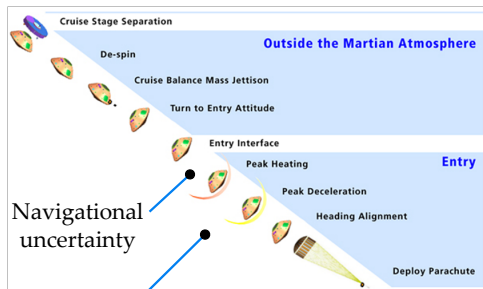 Cruise Stage Separation
Outside the Martian Atmosphere
De-spin
Cruise Balance Mass Jettison
Turn to Entry Attitude
Entry Interface
Peak Heating
Entry
Peak Deceleration
Navigational
uncertainty
Heading Alignment
Deploy Parachute